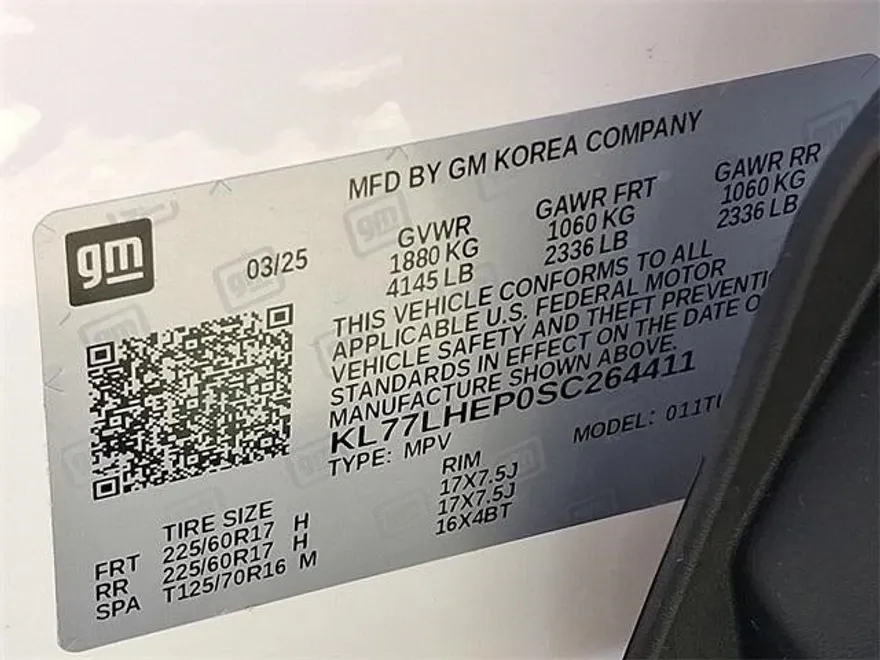 MFD BY GM KOREA COMPANY
gm
03/25
GVWR GAWR FRT GAWR RR
1880 KG 1060 KG 1060 KG
4145 LB 2336 LB 2336 LB
THIS VEHICLE CONFORMS TO ALL
APPLICABLE U.S. FEDERAL MOTOR
VEHICLE SAFETY AND THEFT PREVENTI
STANDARDS IN EFFECT ON THE DATE O
MANUFACTURE SHOWN ABOVE.
KL77LHEP0SC264411
TYPE: MPV MODEL: 011TU
TIRE SIZE RIM
FRT 225/60R17 H 17X7.5J
RR 225/60R17 H 17X7.5J
SPA T125/70R16 M 16X4BT